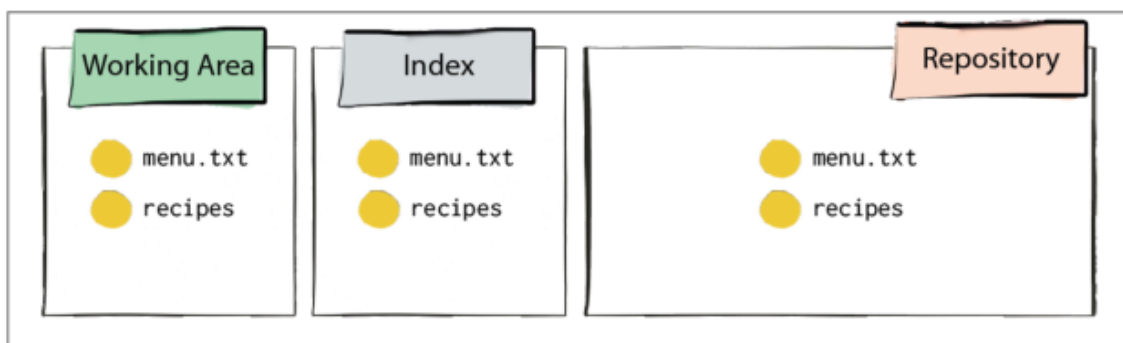 Working Area
menu.txt
recipes
Index
menu.txt
recipes
Repository
menu.txt
recipes